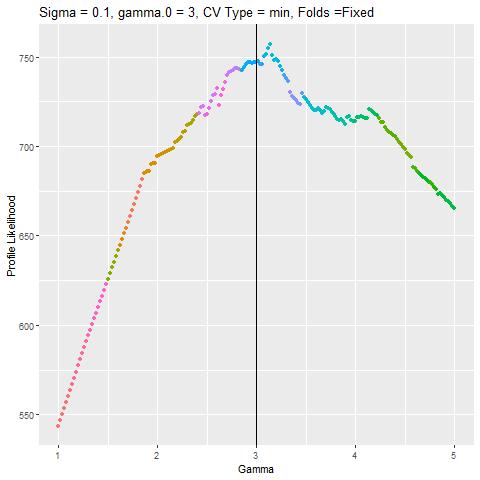 Sigma = 0.1, gamma.0 = 3, CV Type = min, Folds =Fixed
Profile Likelihood
750
700
650
600
550
1 2 3 4 5
Gamma